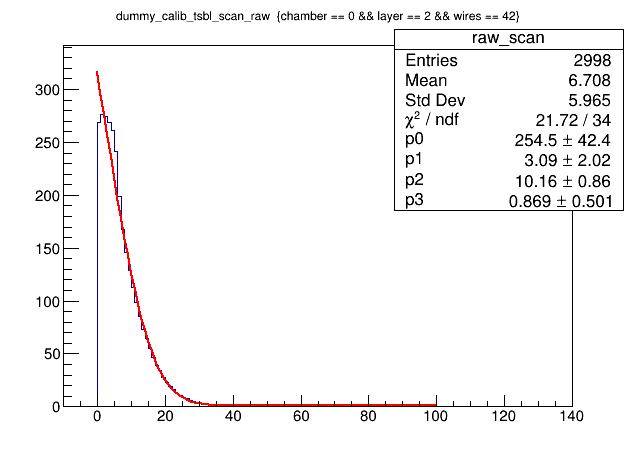 dummy_calib_tsbl_scan_raw {chamber == 0 && layer == 2 && wires == 42}
raw_scan
Entries 2998
Mean 6.708
Std Dev 5.965
χ² / ndf 21.72 / 34
p0 254.5 ± 42.4
p1 3.09 ± 2.02
p2 10.16 ± 0.86
p3 0.869 ± 0.501
300
250
200
150
100
50
0
0 20 40 60 80 100 120 140